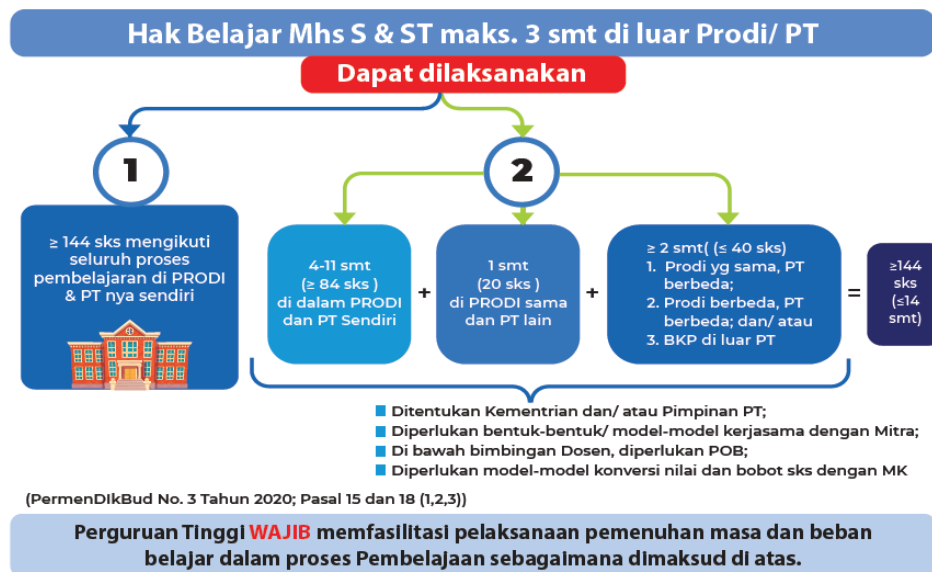 Hak Belajar Mhs S & ST maks. 3 smt di luar Prodi/ PT
Dapat dilaksanakan
1
2
≥ 144 sks mengikuti
seluruh proses
pembelajaran di PRODI
& PT nya sendiri
4-11 smt
(≥ 84 sks )
di dalam PRODI
dan PT Sendiri
+
1 smt
(20 sks )
di PRODI sama
dan PT lain
+
≥ 2 smt( (≤ 40 sks)
1. Prodi yg sama, PT
berbeda;
2. Prodi berbeda, PT
berbeda; dan/ atau
3. BKP di luar PT
=
≥144
sks
(≤14
smt)
Ditentukan Kementrian dan/ atau Pimpinan PT;
Diperlukan bentuk-bentuk/ model-model kerjasama dengan Mitra;
Di bawah bimbingan Dosen, diperlukan POB;
Diperlukan model-model konversi nilai dan bobot sks dengan MK
(PermenDIkBud No. 3 Tahun 2020; Pasal 15 dan 18 (1,2,3))
Perguruan Tinggi WAJIB memfasilitasi pelaksanaan pemenuhan masa dan beban
belajar dalam proses Pembelajaan sebagaimana dimaksud di atas.